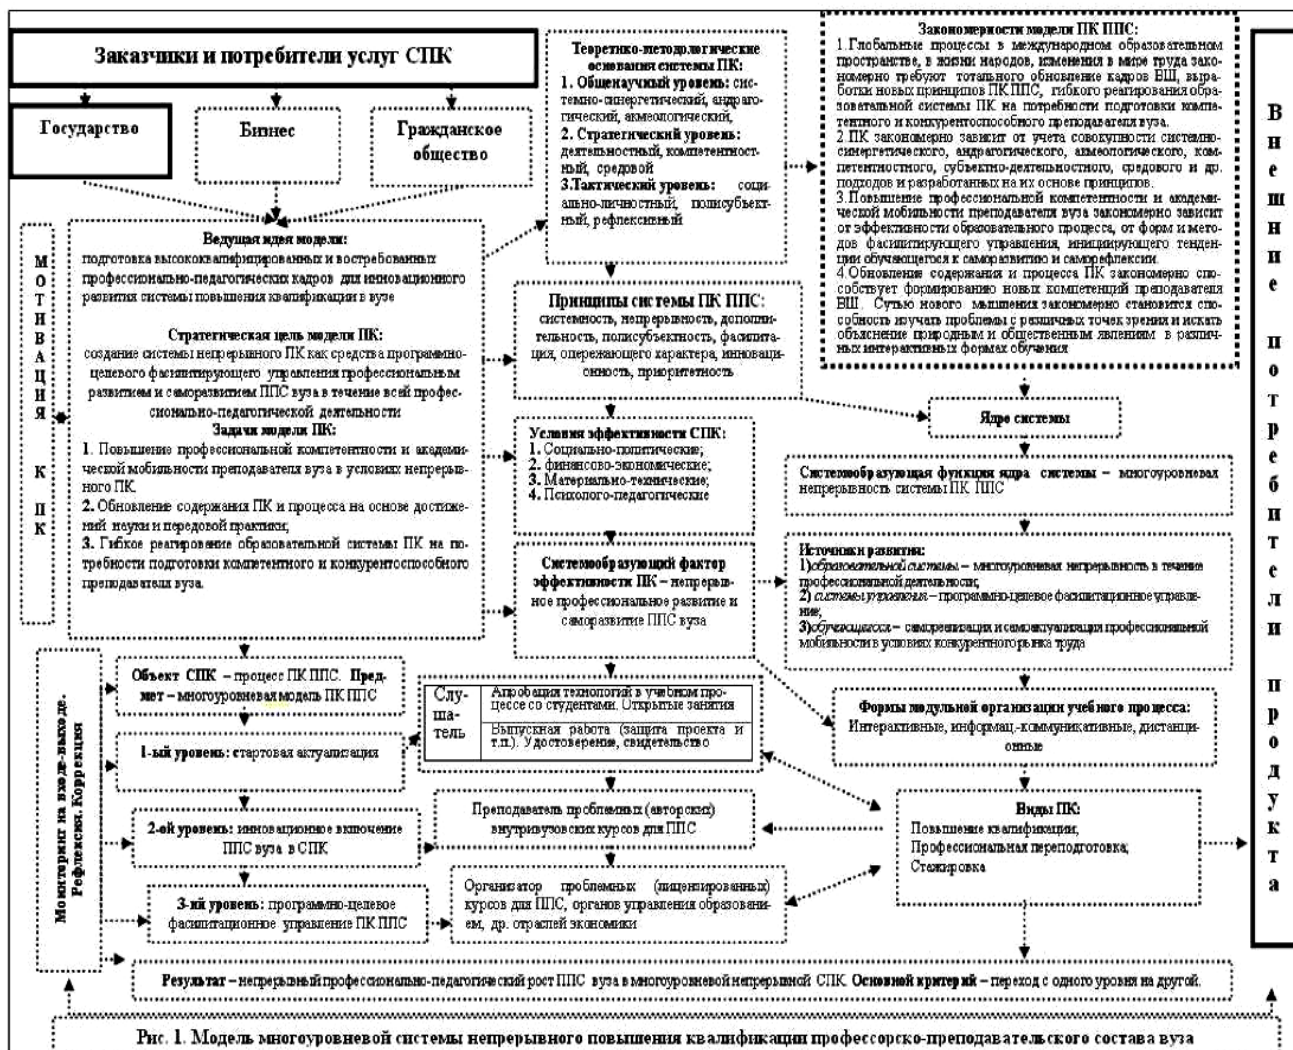 Заказчики и потребители услуг СПК
Государство
Бизнес
Гражданское
общество
Теоретико-методологические
основания системы ПК:
1. Общенаучный уровень: сис-
темно-синергетический, андраго-
гический, акмеологический,
2. Стратегический уровень:
деятельностный, компетентност-
ный, средовой
3.Тактический уровень: соци-
ально-личностный, полисубъект-
ный, рефлексивный
Закономерности модели ПК ППС:
1.Глобальные процессы в международном образовательном
пространстве, в жизни народов, изменения в мире труда зако-
номерно требуют тотального обновление кадров ВШ, выра-
ботки новых принципов ПК ППС, гибкого реагирования обра-
зовательной системы ПК на потребности подготовки компе-
тентного и конкурентоспособного преподавателя вуза.
2.ПК закономерно зависит от учета совокупности системно-
синергетического, андрагогического, акмеологического, ком-
петентностного, субъектно-деятельностного, средового и др.
подходов и разработанных на их основе принципов.
3.Повышение профессиональной компетентности и академи-
ческой мобильности преподавателя вуза закономерно зависит
от эффективности образовательного процесса, от форм и мето-
дов фасилитирующего управления, инициирующего тенден-
ции обучающегося к саморазвитию и саморефлексии.
4.Обновление содержания и процесса ПК закономерно спо-
собствует формированию новых компетенций преподавателя
ВШ. Сутью нового мышления закономерно становится спо-
собность изучать проблемы с различных точек зрения и искать
объяснение природным и общественным явлениям в различ-
ных интерактивных формах обучения
Внешние потребители продукта
МОТИВАЦИЯ К ПК
Ведущая идея модели:
подготовка высококвалифицированных и востребованных
профессионально-педагогических кадров для инновационного
развития системы повышения квалификации в вузе
Стратегическая цель модели ПК:
создание системы непрерывного ПК как средства программно-
целевого фасилитирующего управления профессиональным
развитием и саморазвитием ППС вуза в течение всей профес-
сионально-педагогической деятельности
Задачи модели ПК:
1. Повышение профессиональной компетентности и академи-
ческой мобильности преподавателя вуза в условиях непрерыв-
ного ПК.
2. Обновление содержания ПК и процесса на основе достиже-
ний науки и передовой практики;
3. Гибкое реагирование образовательной системы ПК на по-
требности подготовки компетентного и конкурентоспособного
преподавателя вуза.
Принципы системы ПК ППС:
системность, непрерывность, дополни-
тельность, полисубъектность, фасилита-
ция, опережающего характера, инноваци-
онность, приоритетность
Условия эффективности СПК:
1. Социально-политические;
2. финансово-экономические;
3. Материально-технические;
4. Психолого-педагогические
Системообразующий фактор
эффективности ПК – непрерыв-
ное профессиональное развитие и
саморазвитие ППС вуза
Ядро системы
Системообразующая функция ядра системы – многоуровневая
непрерывность системы ПК ППС
Источники развития:
1)образовательной системы – многоуровневая непрерывность в течение
профессиональной деятельности;
2) системы управления – программно-целевое фасилитационное управле-
ние;
3)обучающегося – самореализация и самоактуализация профессиональной
мобильности в условиях конкурентного рынка труда
Мониторинг на входе-выходе.
Рефлексия. Коррекция
Объект СПК – процесс ПК ППС. Пред-
мет – многоуровневая модель ПК ППС
1-ый уровень: стартовая актуализация
2-ой уровень: инновационное включение
ППС вуза в СПК
3-ий уровень: программно-целевое
фасилитационное управление ПК ППС
Слу-
ша-
тель
Апробация технологий в учебном про-
цессе со студентами. Открытые занятия
Выпускная работа (защита проекта и
т.п.). Удостоверение, свидетельство
Преподаватель проблемных (авторских)
внутривузовских курсов для ППС
Организатор проблемных (лицензированных)
курсов для ППС, органов управления образовани-
ем, др. отраслей экономики
Формы модульной организации учебного процесса:
Интерактивные, информац.-коммуникативные, дистанци-
онные
Виды ПК:
Повышение квалификации;
Профессиональная переподготовка;
Стажировка
Результат – непрерывный профессионально-педагогический рост ППС вуза в многоуровневой непрерывной СПК. Основной критерий – переход с одного уровня на другой.
Рис. 1. Модель многоуровневой системы непрерывного повышения квалификации профессорско-преподавательского состава вуза